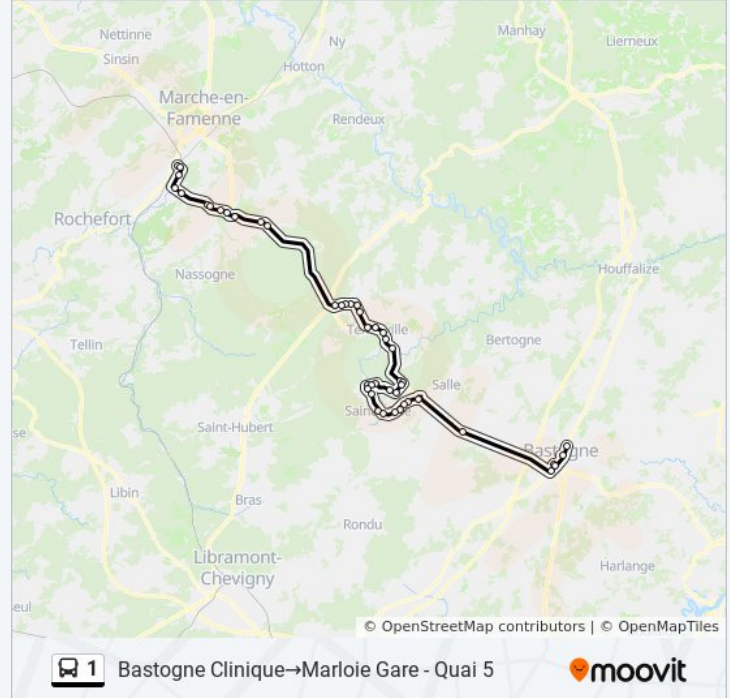 Nettinne
Sinsin
Ny
Hotton
Manhay
Lierneux
Marche-en-
Famenne
Rendeux
Rochefort
Nassogne
Houffalize
Tellin
Bertogne
Salle
Saint-Hubert
Bastogne
Libin
Bras
Rondu
Libramont-
Chevigny
Harlange
© OpenStreetMap contributors | © OpenMapTiles
1 Bastogne Clinique→Marloie Gare - Quai 5
moovit